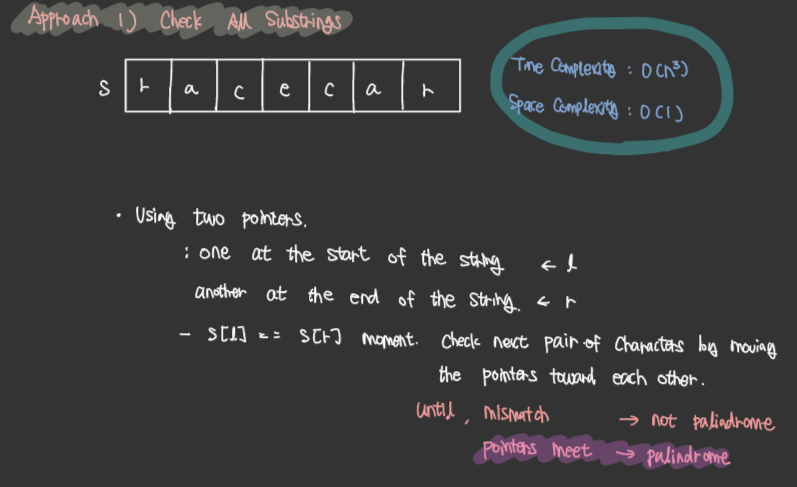 Approach 1) Check All Substrings
S r a c e c a r
Time Complexity : O(n³)
Space Complexity : O(1)
• Using two pointers.
: one at the start of the string ← l
another at the end of the string. ← r
- S[l] == S[r] moment. Check next pair of characters by moving
the pointers toward each other.
until, mismatch → not palindrome
pointers meet → palindrome